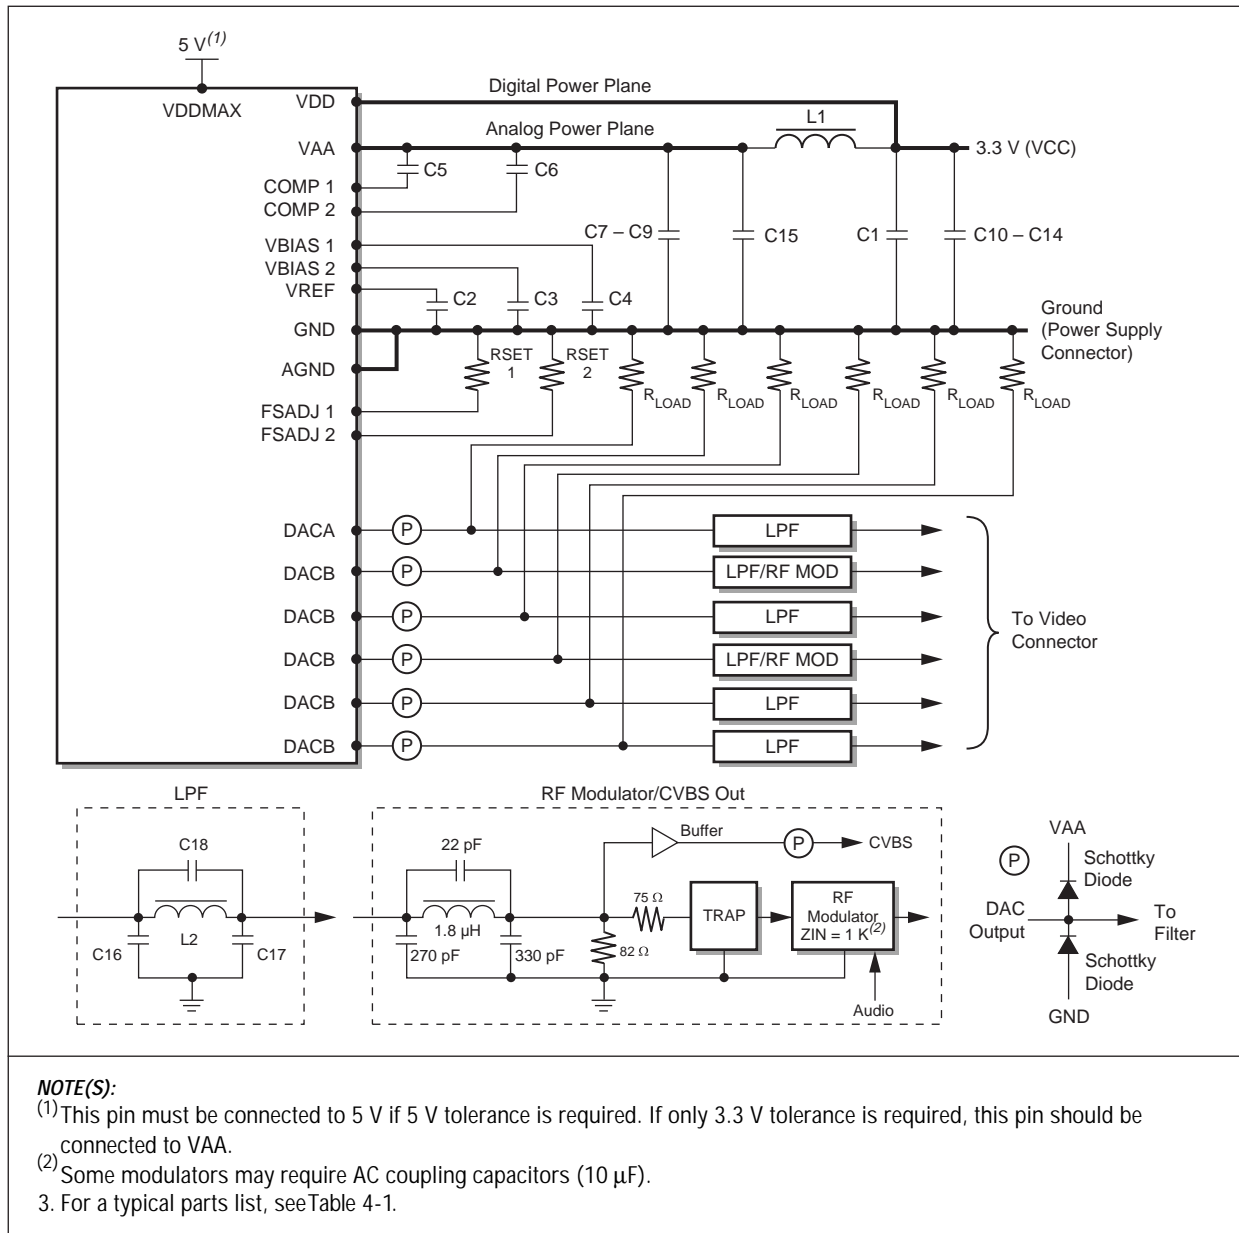 5 V(1)
VDDMAX
VDD
Digital Power Plane
VAA
Analog Power Plane
L1
3.3 V (VCC)
C5
C6
COMP 1
COMP 2
VBIAS 1
VBIAS 2
VREF
C7 – C9
C15
C1
C10 – C14
C2
C3
C4
GND
Ground
(Power Supply
Connector)
AGND
RSET
1
RSET
2
RLOAD
RLOAD
RLOAD
RLOAD
RLOAD
RLOAD
FSADJ 1
FSADJ 2
DACA
P
LPF
DACB
P
LPF/RF MOD
DACB
P
LPF
To Video
Connector
DACB
P
LPF/RF MOD
DACB
P
LPF
DACB
P
LPF
LPF
C18
L2
C16
C17
RF Modulator/CVBS Out
22 pF
1.8 µH
270 pF
330 pF
Buffer
P
CVBS
75 Ω
82 Ω
TRAP
RF
Modulator
ZIN = 1 K(2)
Audio
P
VAA
Schottky
Diode
DAC
Output
To
Filter
Schottky
Diode
GND
NOTE(S):
(1) This pin must be connected to 5 V if 5 V tolerance is required. If only 3.3 V tolerance is required, this pin should be
connected to VAA.
(2) Some modulators may require AC coupling capacitors (10 µF).
3. For a typical parts list, seeTable 4-1.